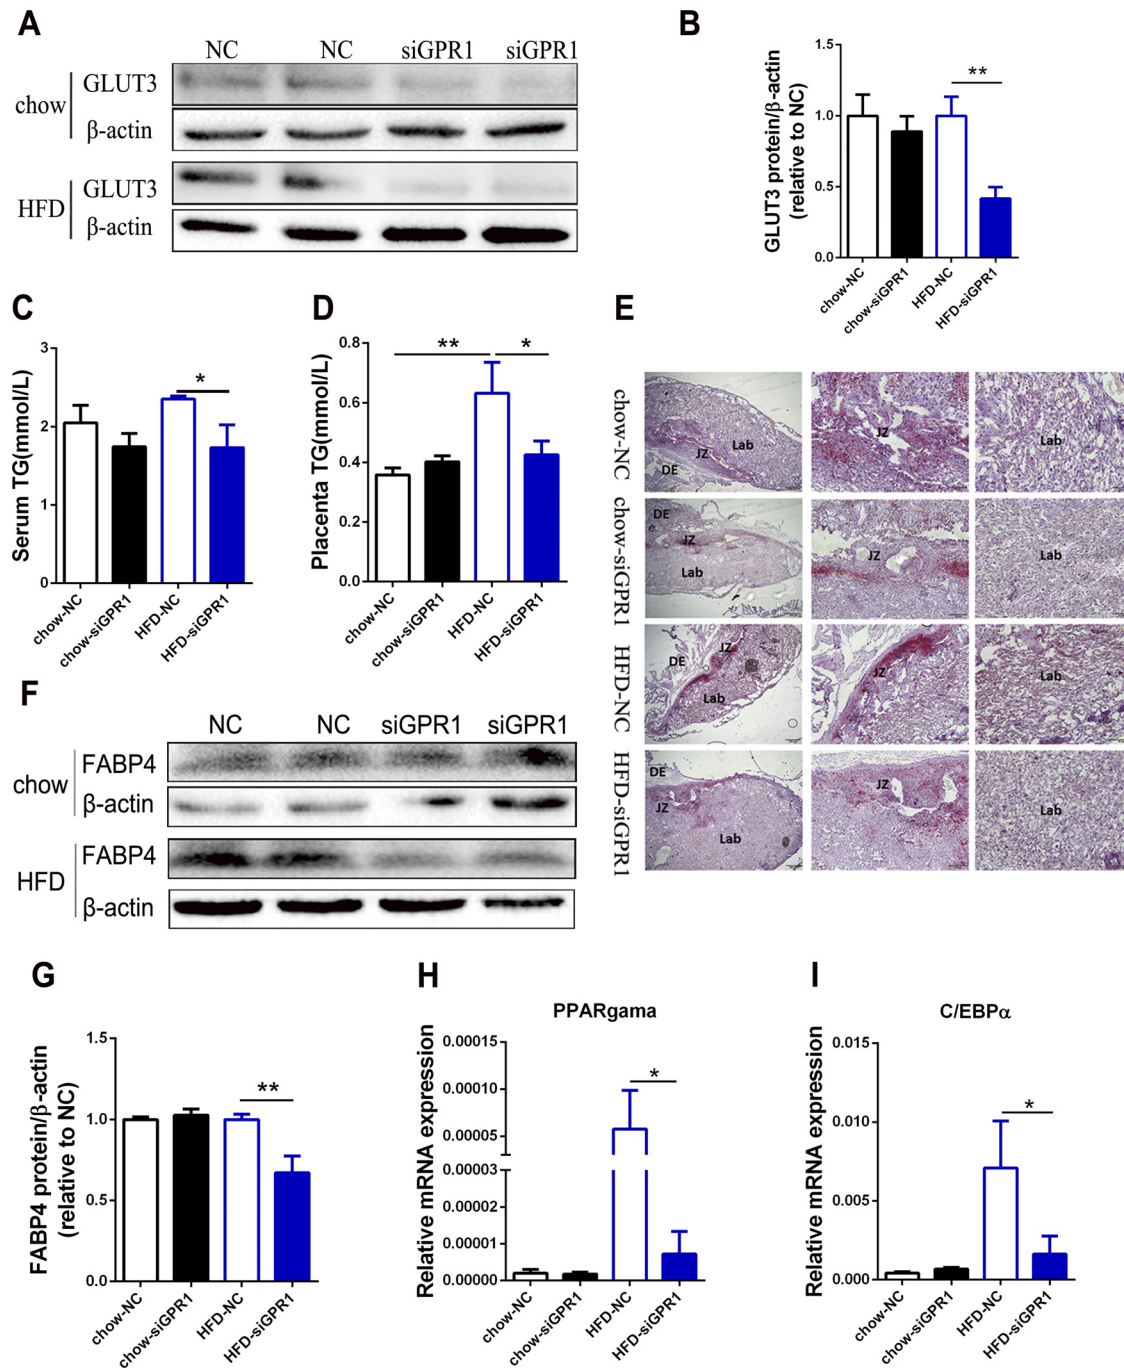 A
NC NC siGPR1 siGPR1
chow
GLUT3
β-actin
HFD
GLUT3
β-actin
B
GLUT3 protein/β-actin
(relative to NC)
1.5
1.0
0.5
0.0
**
chow-NC
chow-siGPR1
HFD-NC
HFD-siGPR1
C
Serum TG(mmol/L)
3
2
1
0
*
chow-NC
chow-siGPR1
HFD-NC
HFD-siGPR1
D
Placenta TG(mmol/L)
0.8
0.6
0.4
0.2
0.0
** *
chow-NC
chow-siGPR1
HFD-NC
HFD-siGPR1
E
chow-NC
Lab
JZ
DE
JZ
Lab
chow-siGPR1
DE
JZ
Lab
JZ
Lab
HFD-NC
JZ
DE
Lab
JZ
Lab
HFD-siGPR1
DE
JZ
Lab
JZ
Lab
F
NC NC siGPR1 siGPR1
chow
FABP4
β-actin
HFD
FABP4
β-actin
G
FABP4 protein/β-actin
(relative to NC)
1.5
1.0
0.5
0.0
**
chow-NC
chow-siGPR1
HFD-NC
HFD-siGPR1
H
PPARgama
Relative mRNA expression
0.00015
0.00010
0.00005
0.00003
0.00002
0.00001
0.00000
*
chow-NC
chow-siGPR1
HFD-NC
HFD-siGPR1
I
C/EBPα
Relative mRNA expression
0.015
0.010
0.005
0.000
*
chow-NC
chow-siGPR1
HFD-NC
HFD-siGPR1